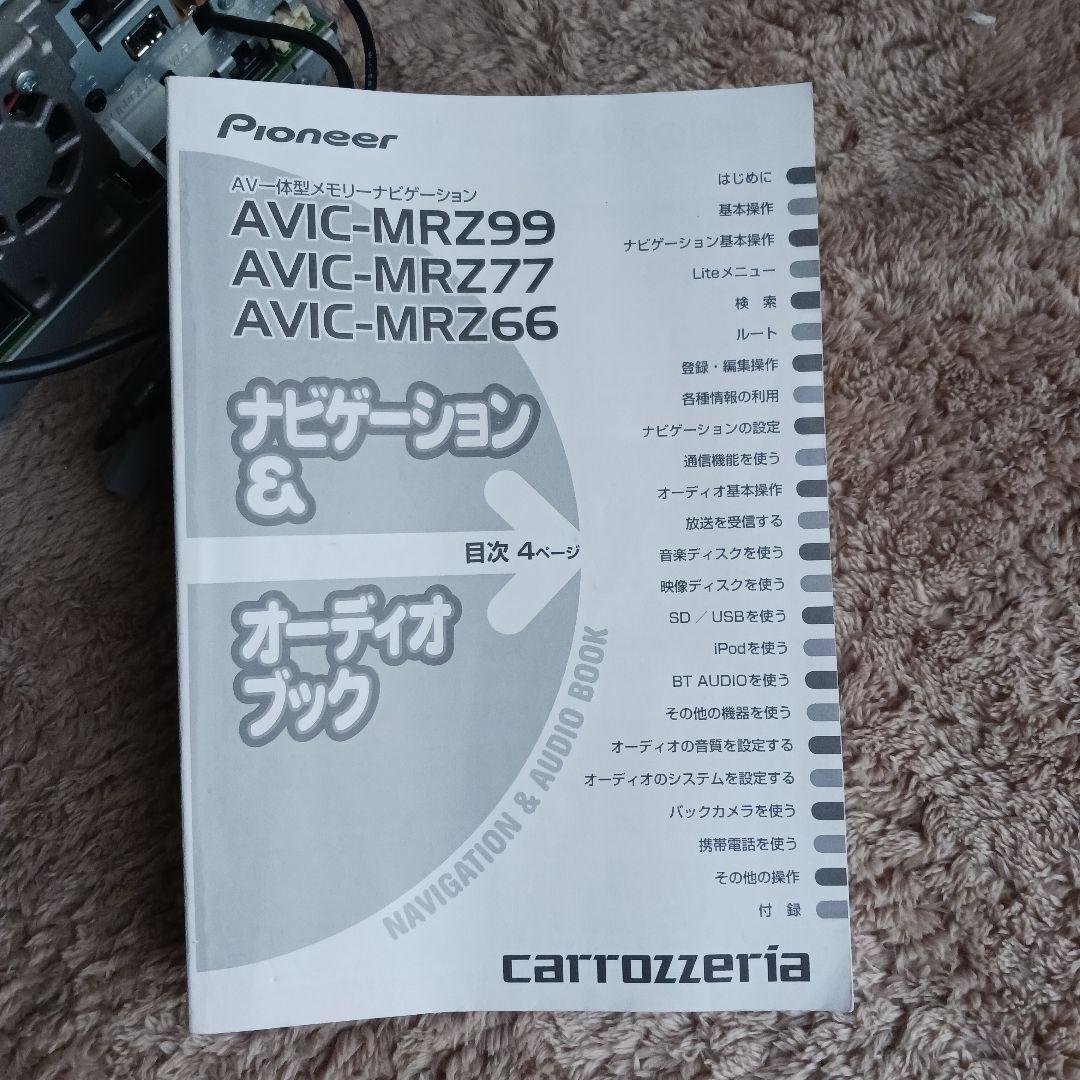 Pioneer
AV一体型メモリーナビゲーション
AVIC-MRZ99
AVIC-MRZ77
AVIC-MRZ66
ナビゲーション
&
目次 4ページ
オーディオ
ブック
NAVIGATION & AUDIO BOOK
はじめに
基本操作
ナビゲーション基本操作
Liteメニュー
検 索
ルート
登録・編集操作
各種情報の利用
ナビゲーションの設定
通信機能を使う
オーディオ基本操作
放送を受信する
音楽ディスクを使う
映像ディスクを使う
SD / USBを使う
iPodを使う
BT AUDIOを使う
その他の機器を使う
オーディオの音質を設定する
オーディオのシステムを設定する
バックカメラを使う
携帯電話を使う
その他の操作
付 録
carrozzeria